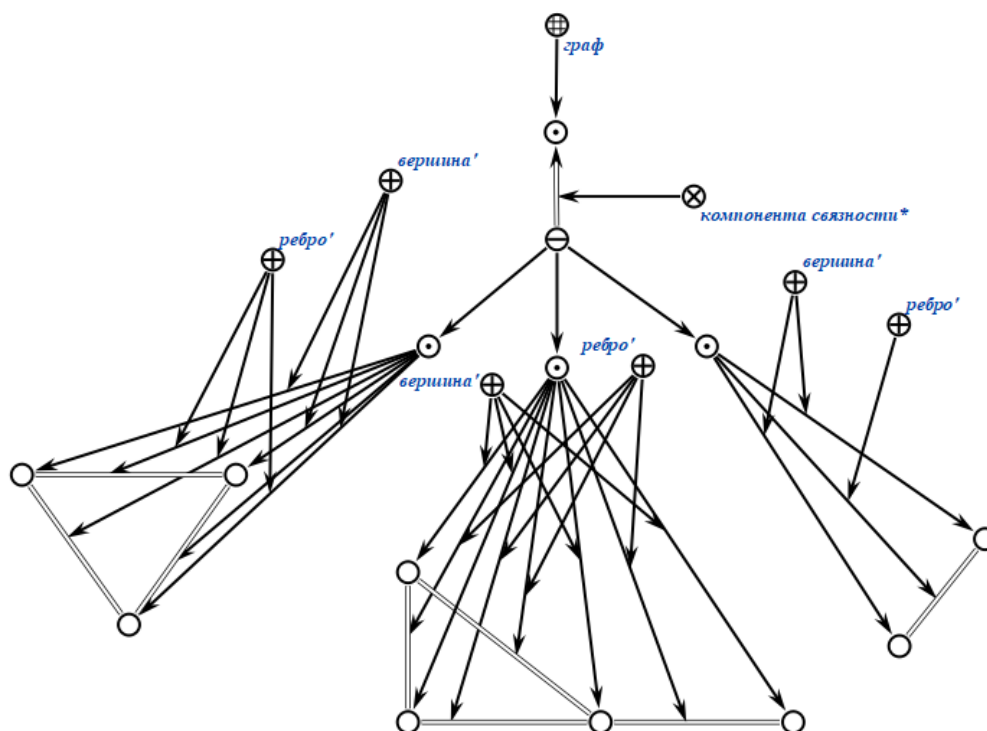 граф
вершина'
компонента связности*
ребро'
вершина'
ребро'
ребро'
вершина'